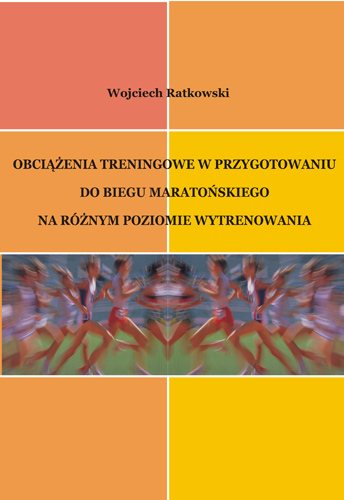 Wojciech Ratkowski
OBCIĄŻENIA TRENINGOWE W PRZYGOTOWANIU
DO BIEGU MARATOŃSKIEGO
NA RÓŻNYM POZIOMIE WYTRENOWANIA